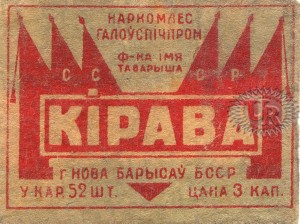 НАРКОМЛЕС
ГАЛОЎСПІЧПРОМ
Ф-КА ІМЯ
ТАВАРЫША
С С С Р
КІРАВА
Г НОВА БАРЫСАЎ БССР
У КАР. 52 ШТ. ЦАНА 3 КАП.